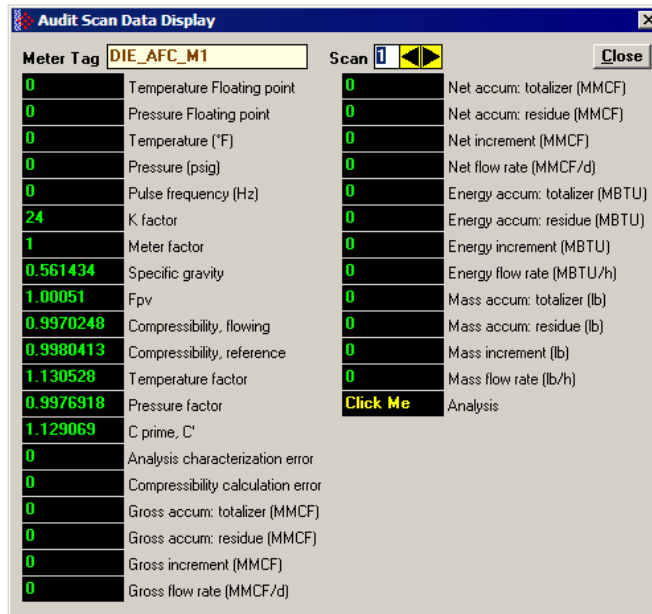 Audit Scan Data Display
Meter Tag DIE_AFC_M1 Scan 1 Close
0 Temperature Floating point
0 Pressure Floating point
0 Temperature (°F)
0 Pressure (psig)
0 Pulse frequency (Hz)
24 K factor
1 Meter factor
0.561434 Specific gravity
1.00051 Fpv
0.9970248 Compressibility, flowing
0.9980413 Compressibility, reference
1.130528 Temperature factor
0.9976918 Pressure factor
1.129069 C prime, C'
0 Analysis characterization error
0 Compressibility calculation error
0 Gross accum: totalizer (MMCF)
0 Gross accum: residue (MMCF)
0 Gross increment (MMCF)
0 Gross flow rate (MMCF/d)
0 Net accum: totalizer (MMCF)
0 Net accum: residue (MMCF)
0 Net increment (MMCF)
0 Net flow rate (MMCF/d)
0 Energy accum: totalizer (MBTU)
0 Energy accum: residue (MBTU)
0 Energy increment (MBTU)
0 Energy flow rate (MBTU/h)
0 Mass accum: totalizer (lb)
0 Mass accum: residue (lb)
0 Mass increment (lb)
0 Mass flow rate (lb/h)
Click Me Analysis